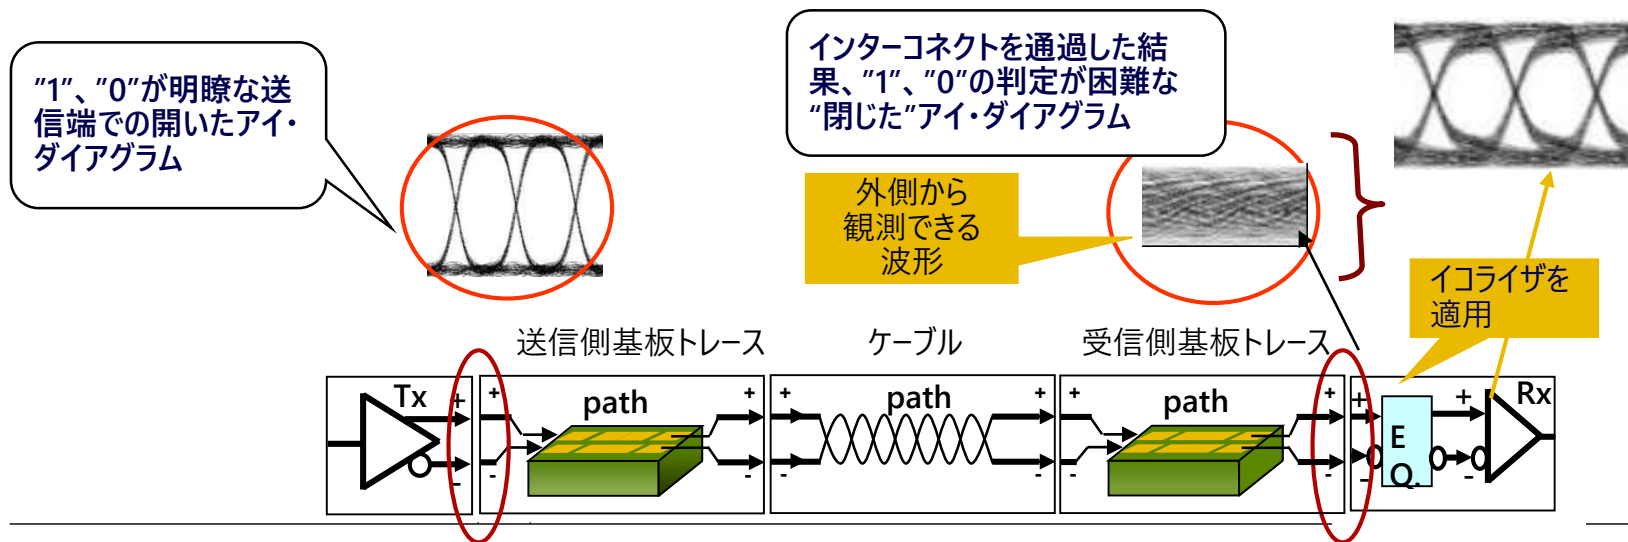 ”1”、”0”が明瞭な送
信端での開いたアイ・
ダイアグラム
インターコネクトを通過した結
果、”1”、”0”の判定が困難な
“閉じた”アイ・ダイアグラム
外側から
観測できる
波形
イコライザを
適用
送信側基板トレース
ケーブル
受信側基板トレース
Tx
+
-
+
-
path
+
-
+
-
path
+
-
+
-
path
+
-
+
-
E
Q.
+
-
Rx